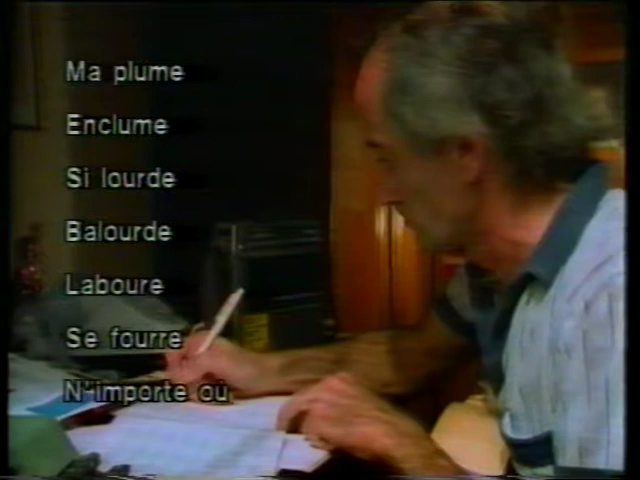 Ma plume
Enclume
Si lourde
Balourde
Laboure
Se fourre
N'importe où